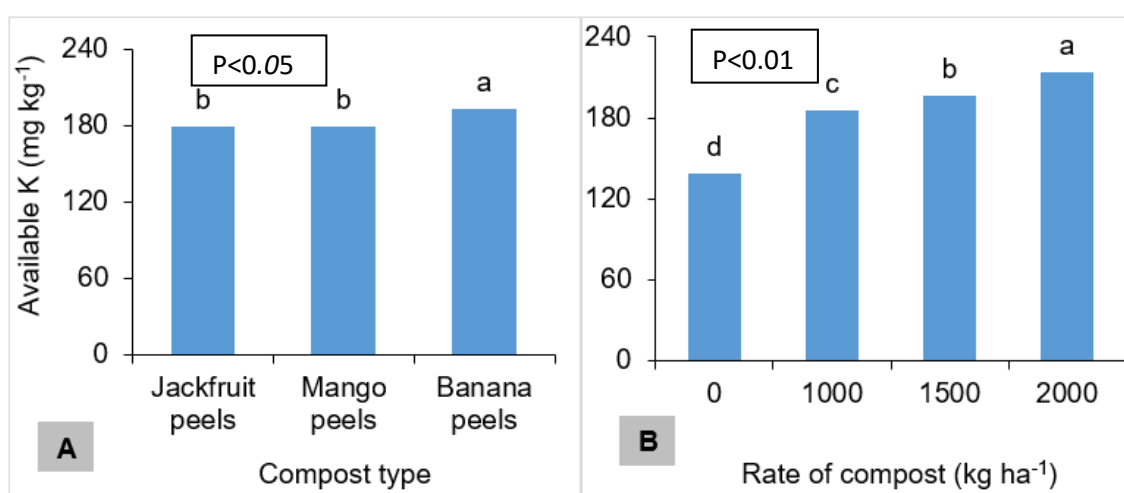 Available K (mg kg⁻¹)
240
180
120
60
0
P<0.05
b
b
a
Jackfruit peels
Mango peels
Banana peels
A
Compost type
240
180
120
60
0
P<0.01
d
c
b
a
0
1000
1500
2000
B
Rate of compost (kg ha⁻¹)